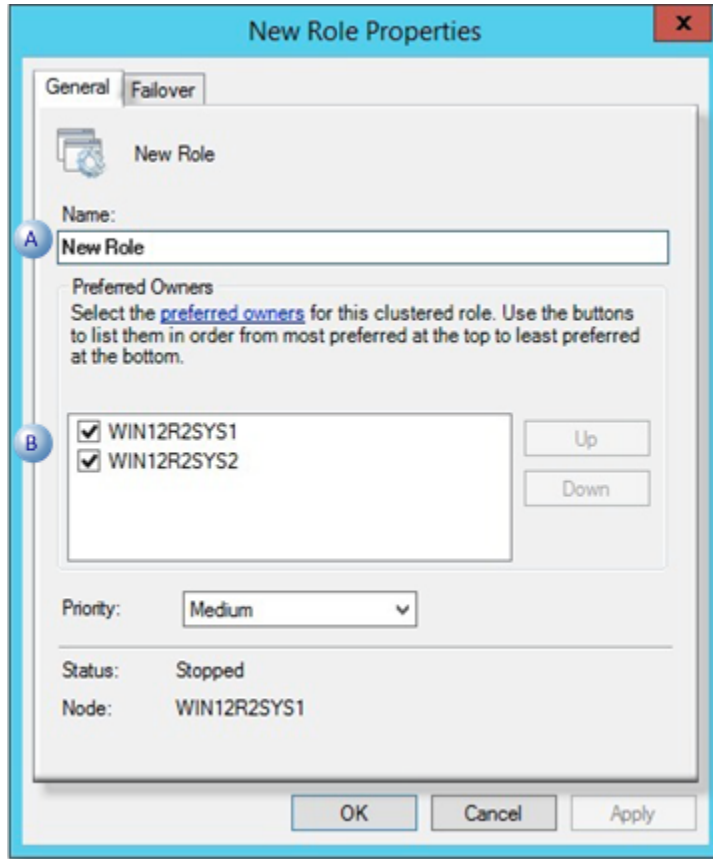 New Role Properties
x
General
Failover
New Role
Name:
A
New Role
Preferred Owners
Select the preferred owners for this clustered role. Use the buttons
to list them in order from most preferred at the top to least preferred
at the bottom.
B
WIN12R2SYS1
WIN12R2SYS2
Up
Down
Priority:
Medium
Status:
Stopped
Node:
WIN12R2SYS1
OK
Cancel
Apply